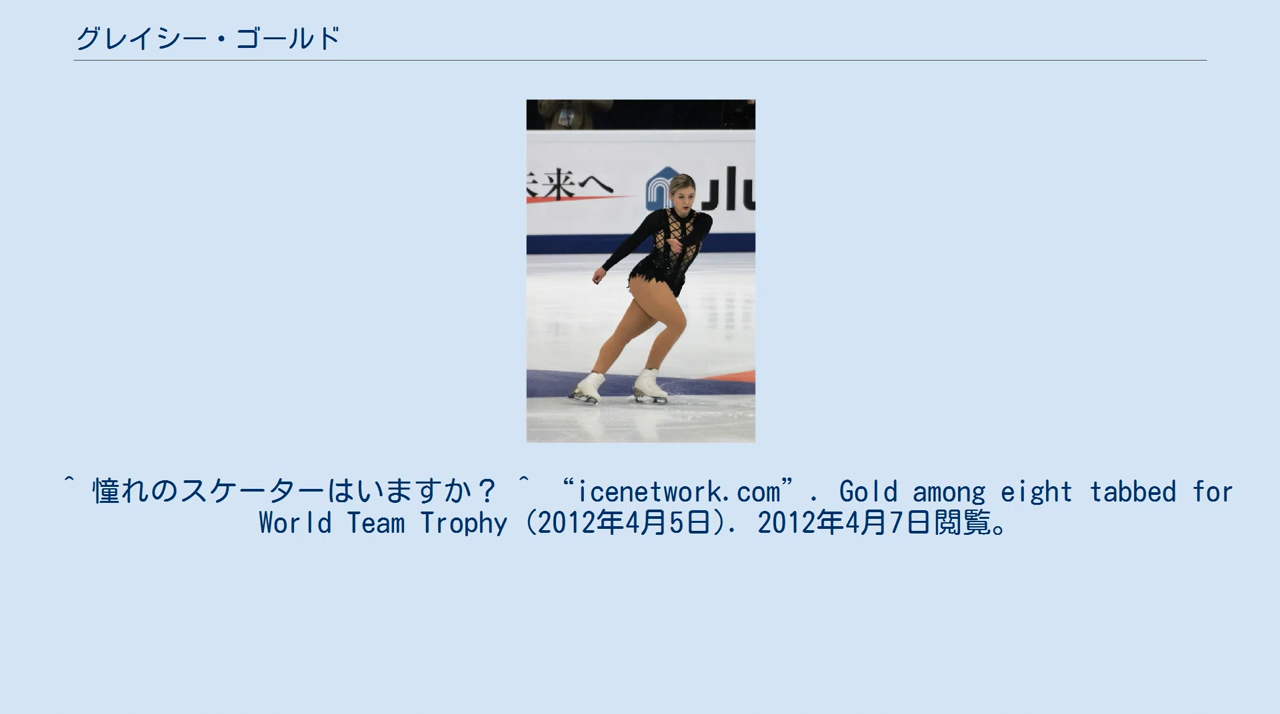 グレイシー・ゴールド
未来へ
JLL
^ 憧れのスケーターはいますか？ ^ “icenetwork.com”. Gold among eight tabbed for
World Team Trophy (2012年4月5日). 2012年4月7日閲覧。